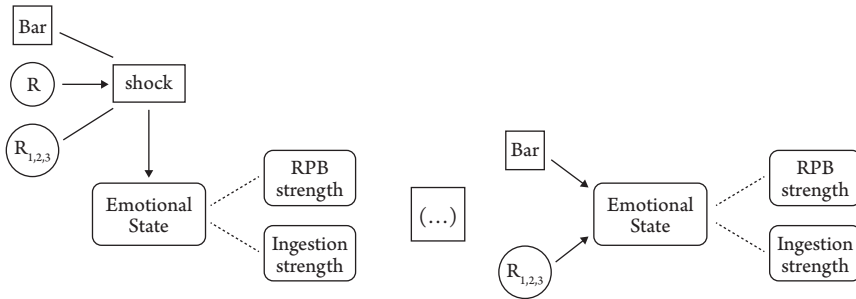 Bar
R
shock
R1,2,3
Emotional
State
RPB
strength
Ingestion
strength
(...)
Bar
R1,2,3
Emotional
State
RPB
strength
Ingestion
strength